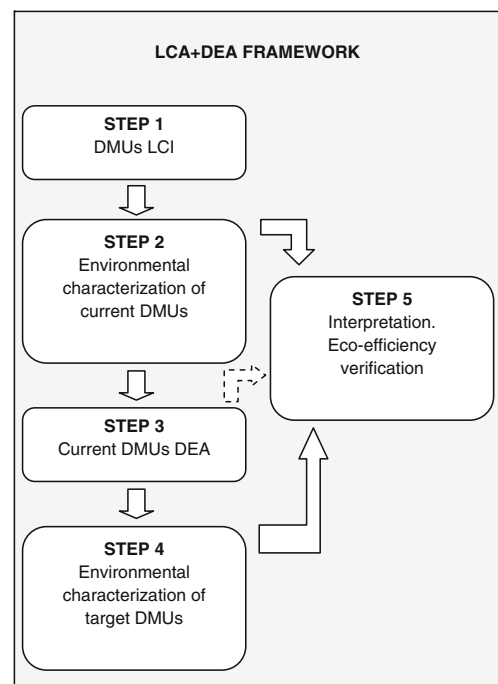 LCA+DEA FRAMEWORK
STEP 1
DMUs LCI
STEP 2
Environmental
characterization of
current DMUs
STEP 3
Current DMUs DEA
STEP 4
Environmental
characterization of
target DMUs
STEP 5
Interpretation.
Eco-efficiency
verification